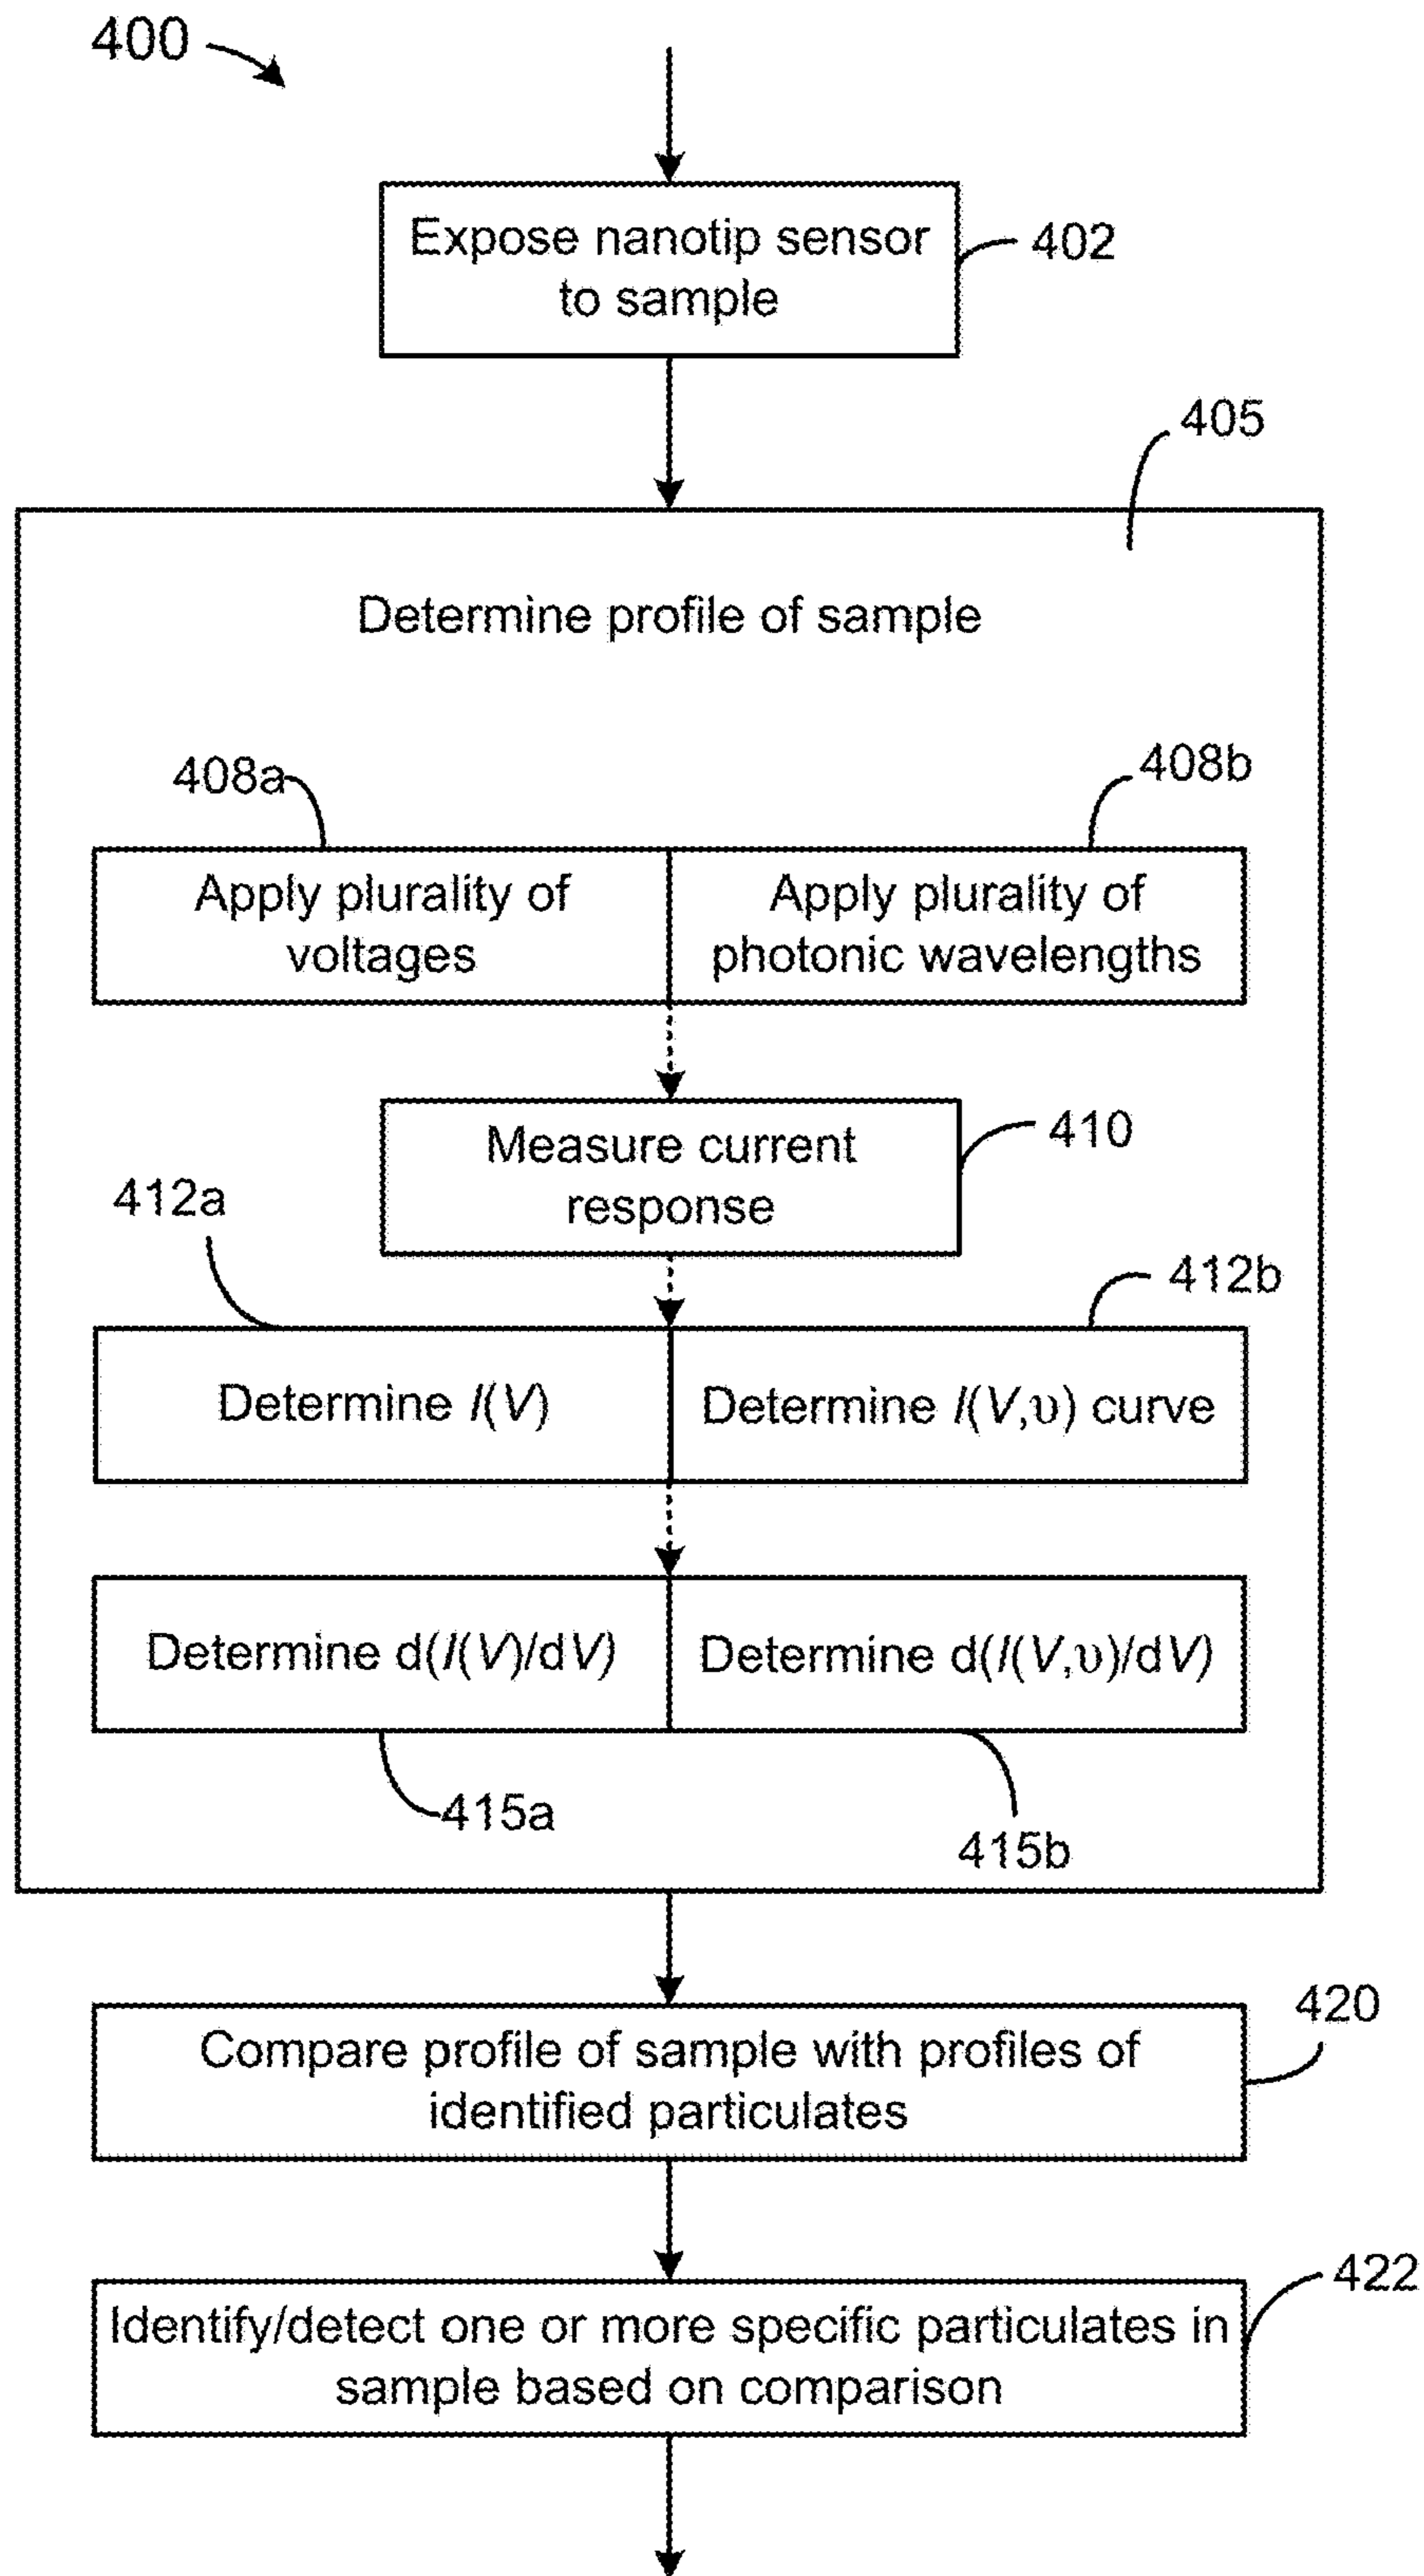 400
Expose nanotip sensor
to sample
402
405
Determine profile of sample
408a
408b
Apply plurality of
voltages
Apply plurality of
photonic wavelengths
Measure current
response
410
412a
412b
Determine I(V)
Determine I(V,υ) curve
Determine d(I(V)/dV)
Determine d(I(V,υ)/dV)
415a
415b
420
Compare profile of sample with profiles of
identified particulates
422
Identify/detect one or more specific particulates in
sample based on comparison